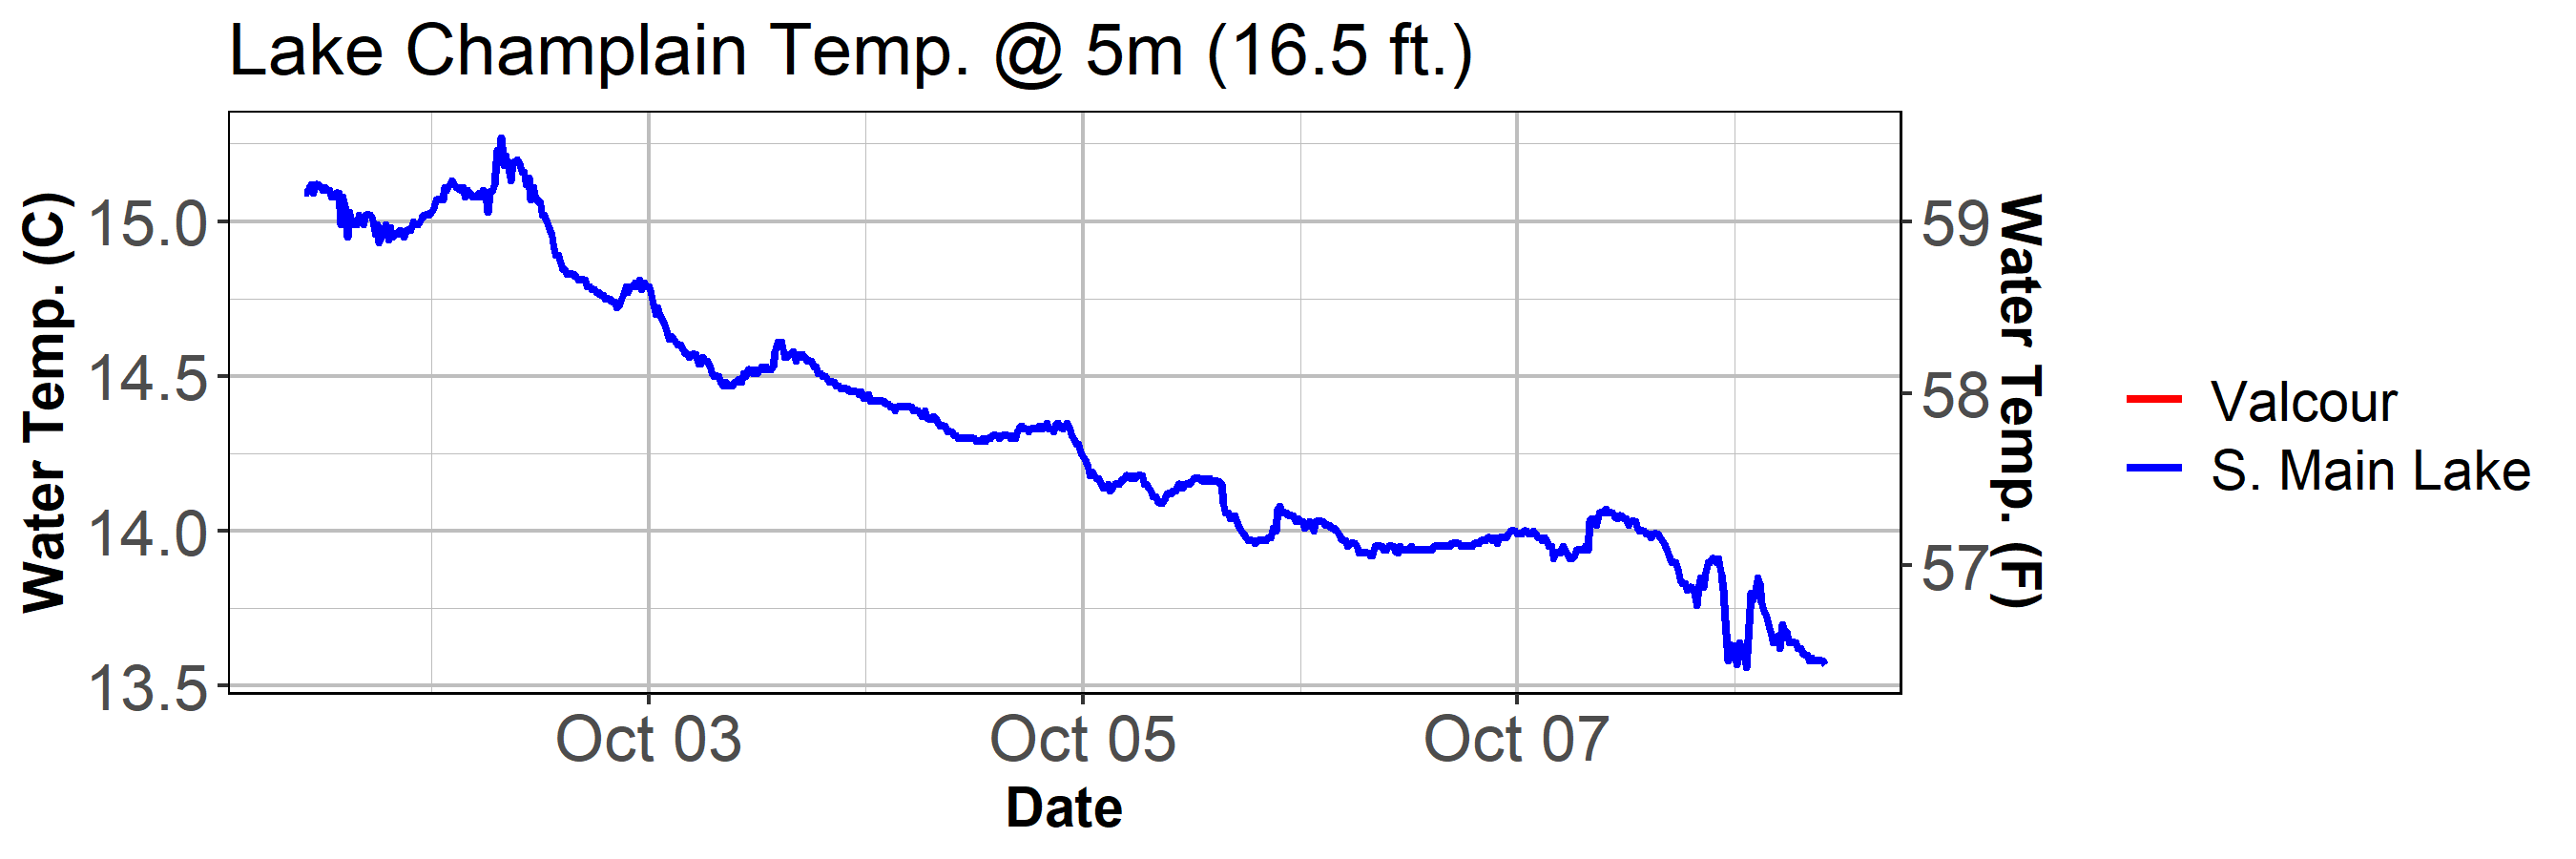 Lake Champlain Temp. @ 5m (16.5 ft.)
Water Temp. (C)
15.0
14.5
14.0
13.5
59
58
57
Water Temp. (F)
Oct 03
Oct 05
Oct 07
Date
Valcour
S. Main Lake